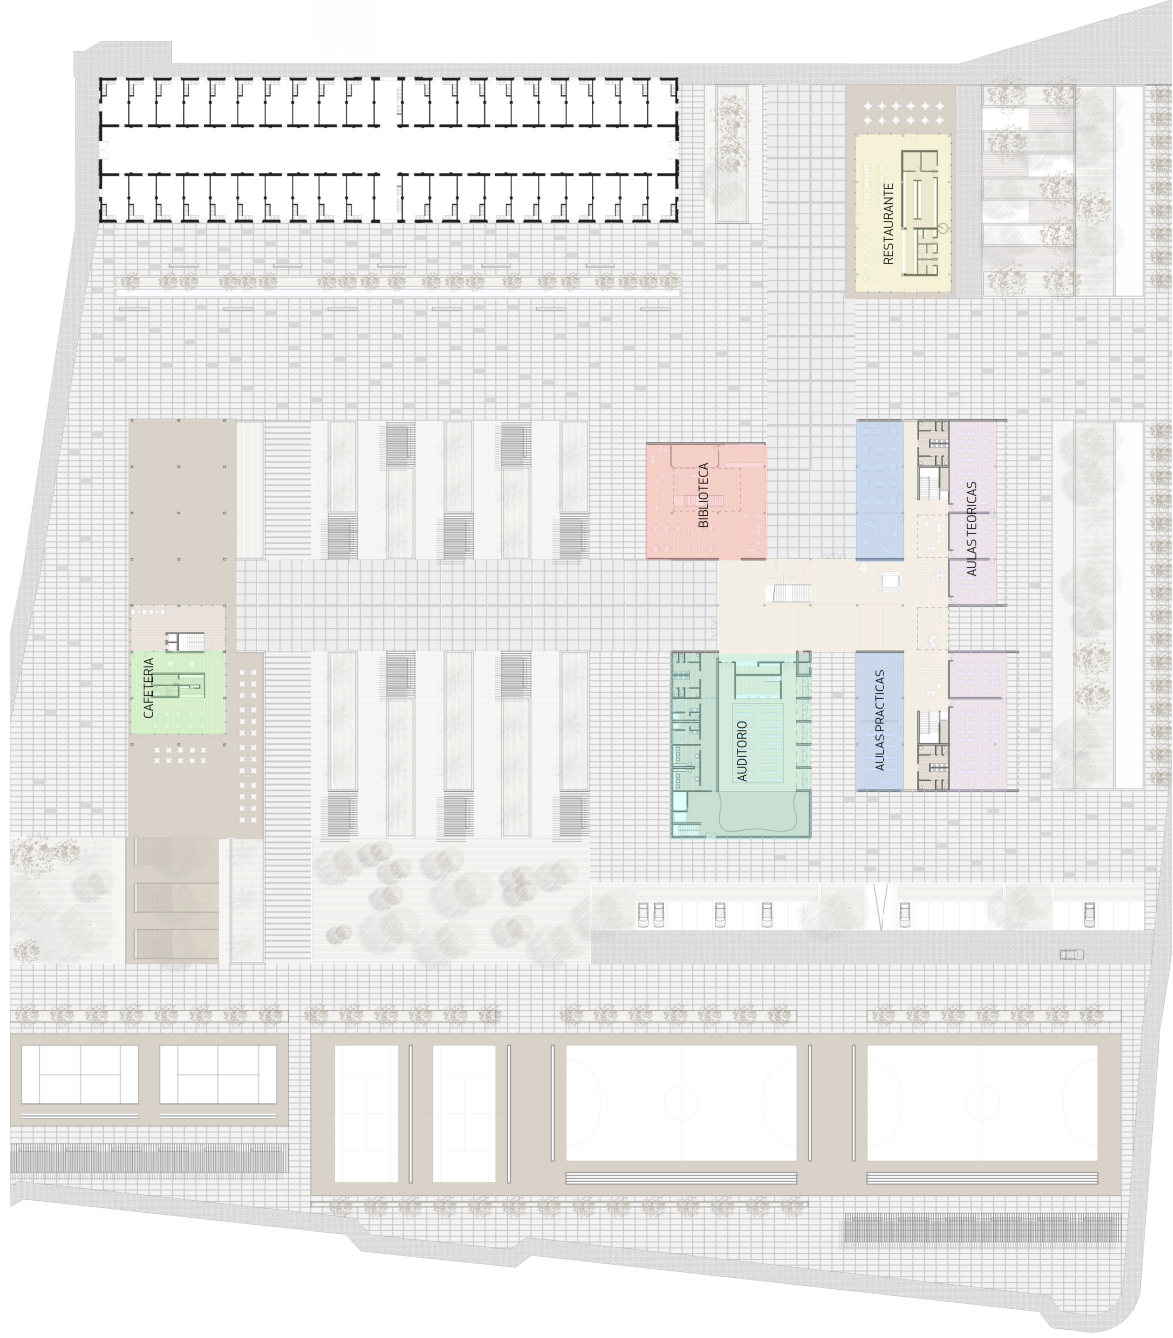 RESTAURANTE
BIBLIOTECA
AULAS TEORICAS
CAFETERIA
AUDITORIO
AULAS PRACTICAS